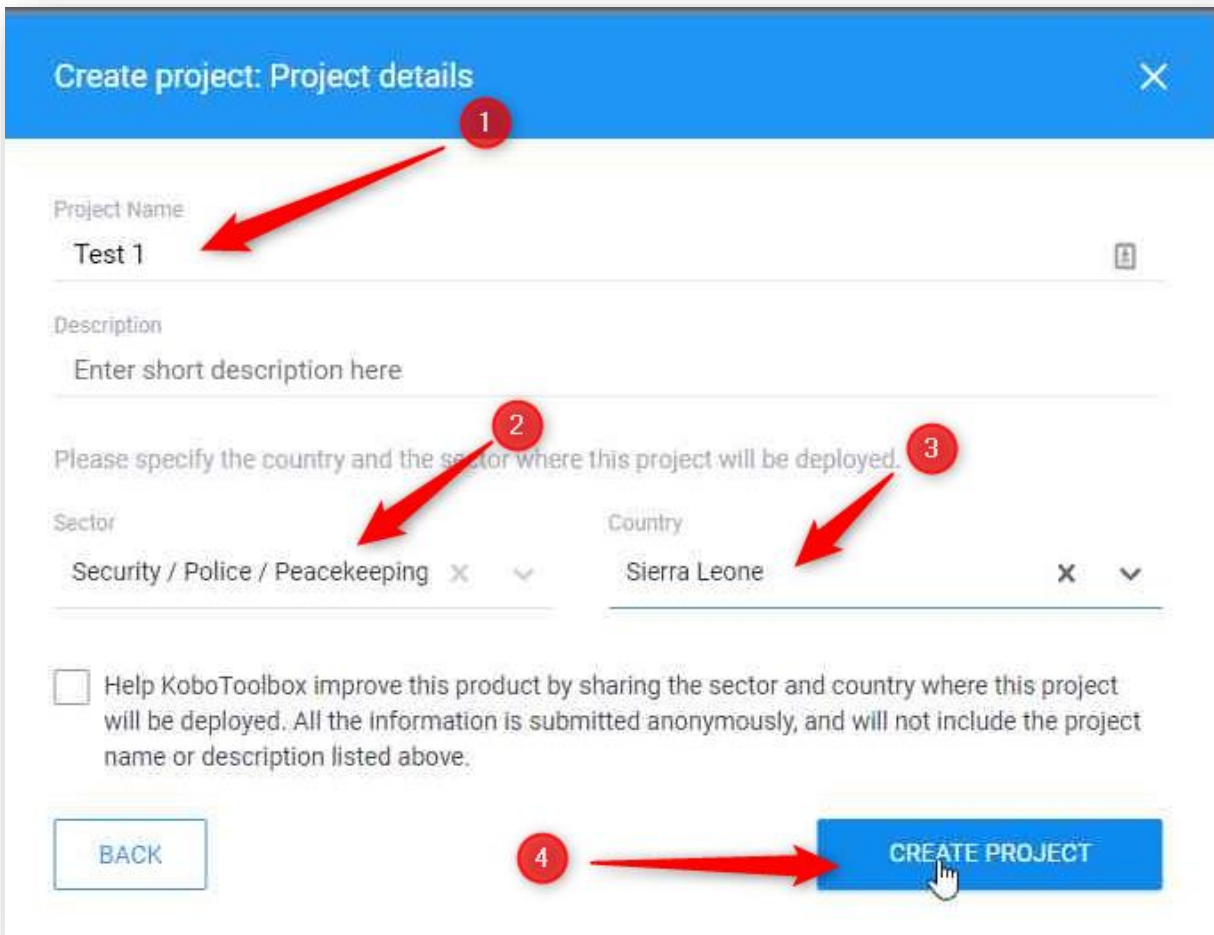 Create project: Project details
1
Project Name
Test 1
Description
Enter short description here
2
Please specify the country and the sector where this project will be deployed.
3
Sector
Country
Security / Police / Peacekeeping
Sierra Leone
Help KoboToolbox improve this product by sharing the sector and country where this project
will be deployed. All the information is submitted anonymously, and will not include the project
name or description listed above.
BACK
4
CREATE PROJECT